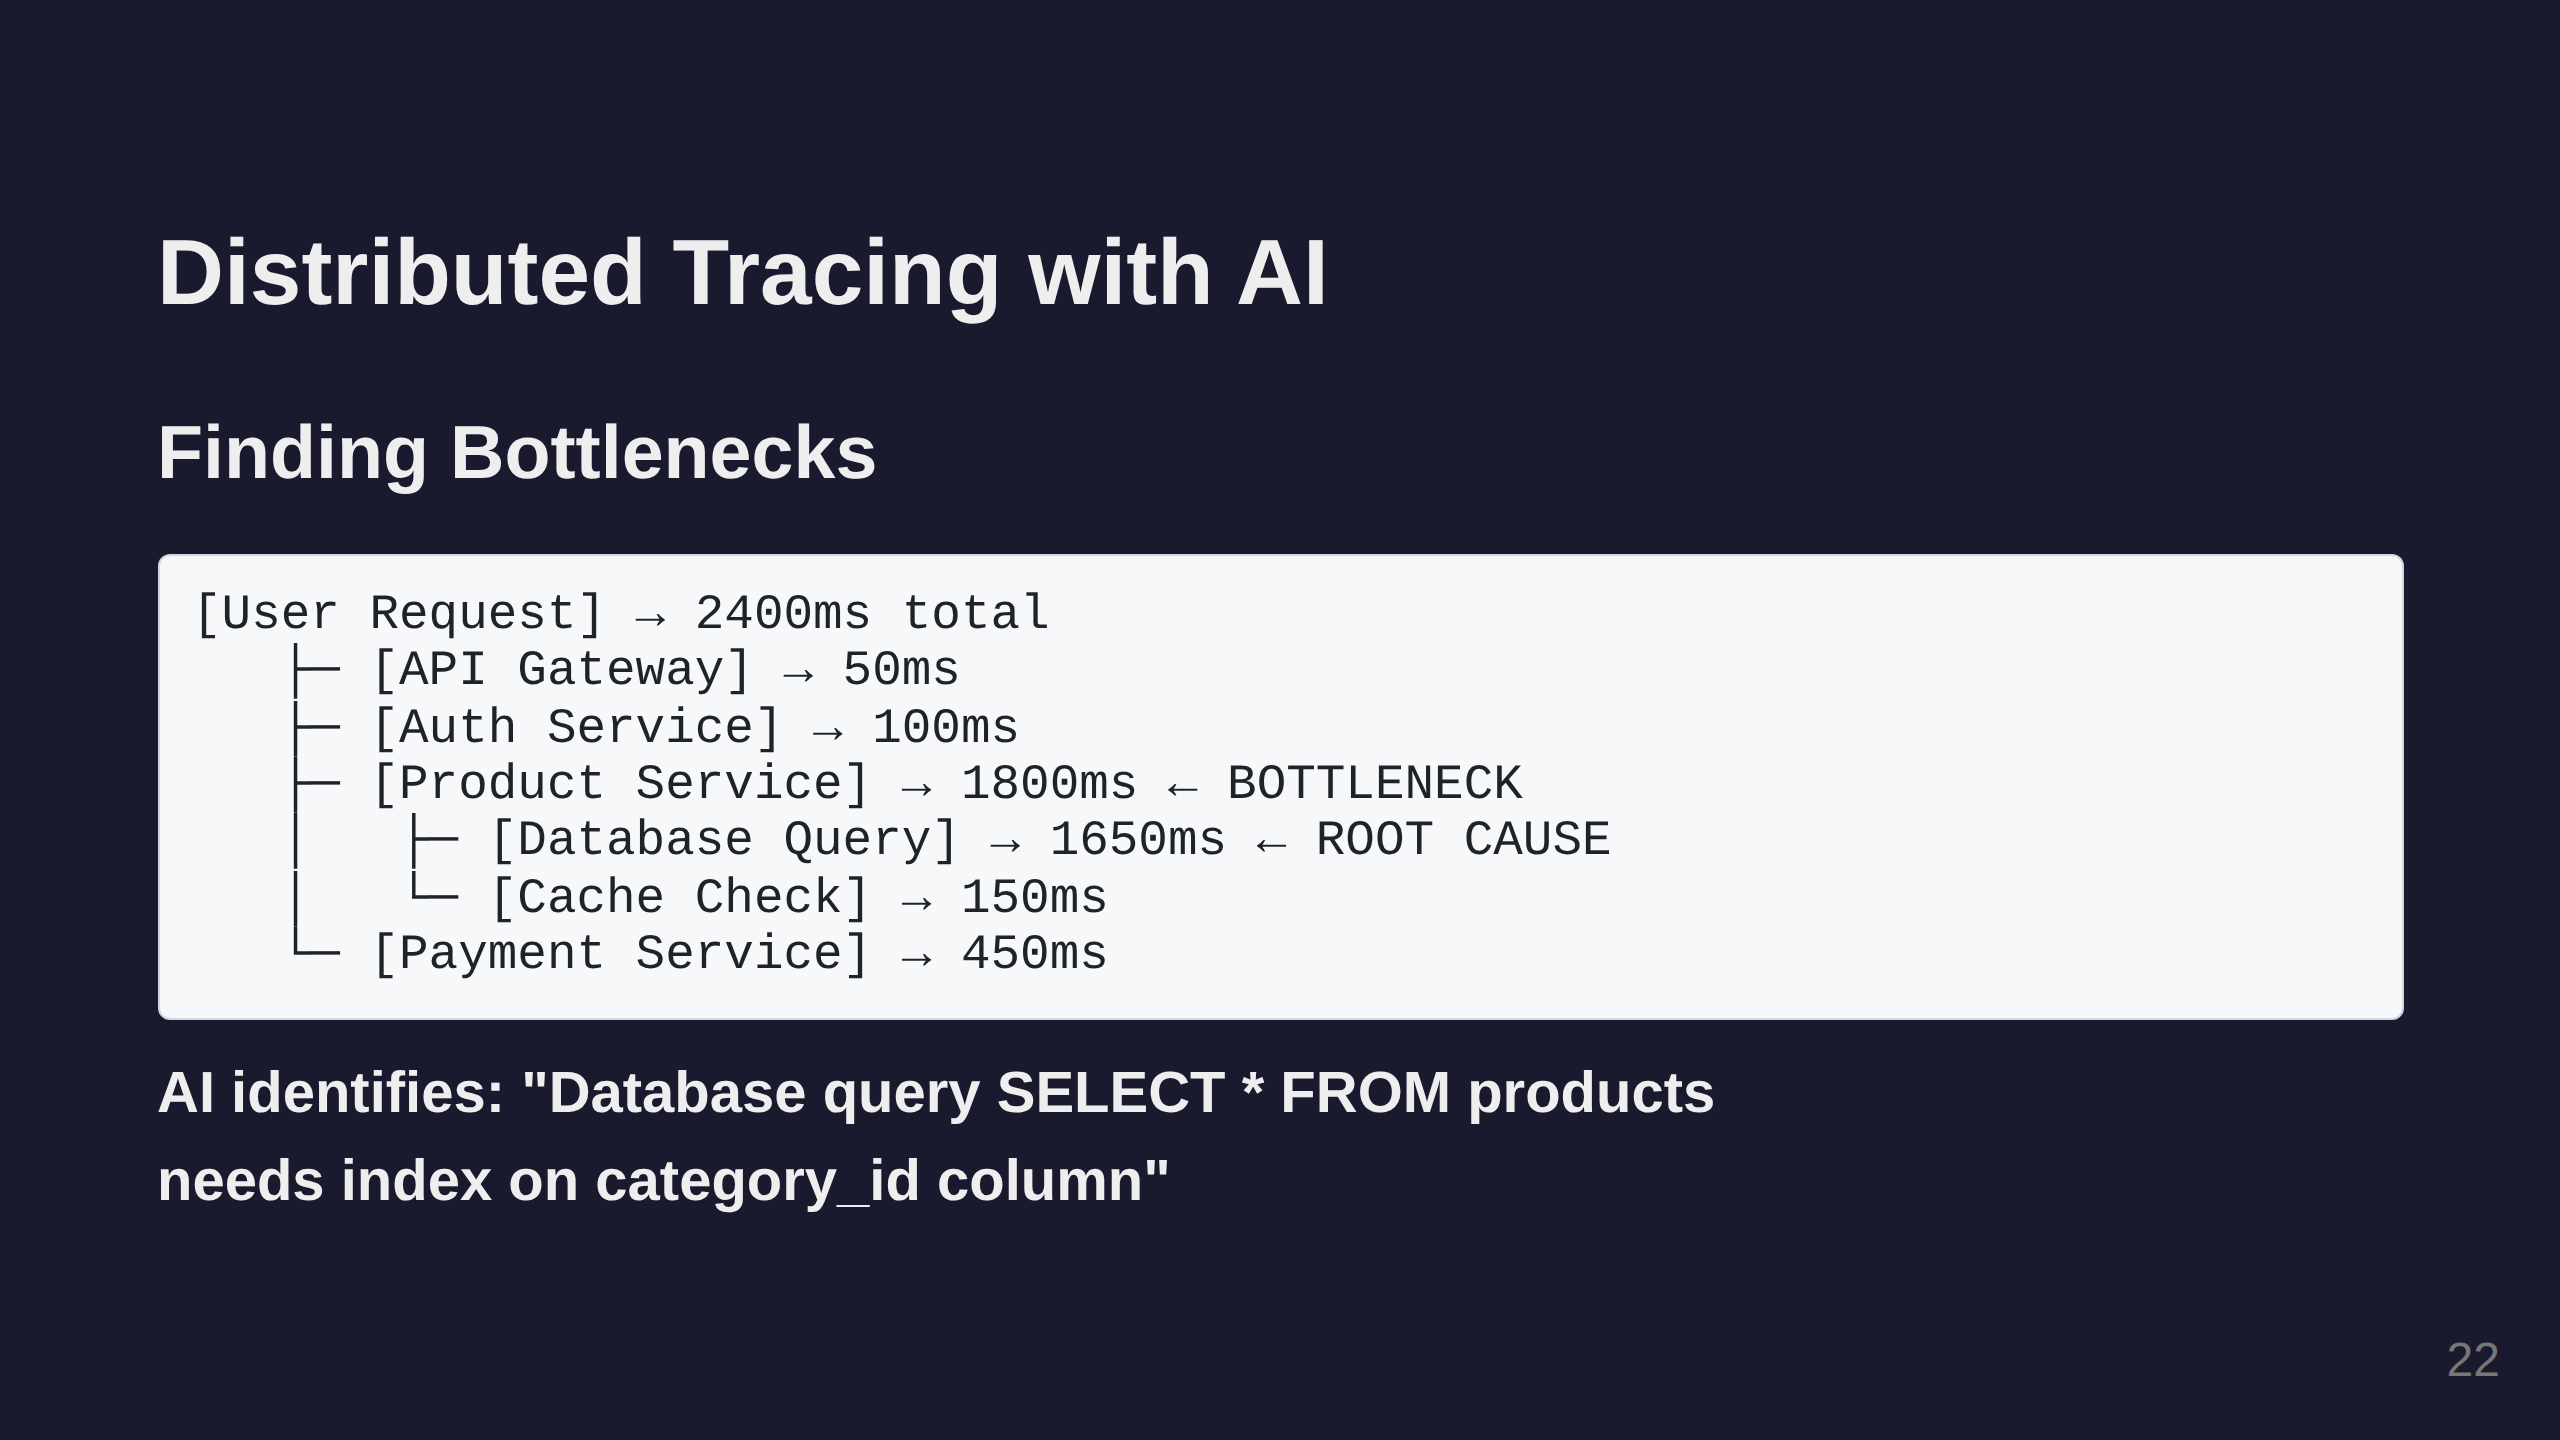 Distributed Tracing with AI
Finding Bottlenecks
[User Request] → 2400ms total
   ├─ [API Gateway] → 50ms
   ├─ [Auth Service] → 100ms
   ├─ [Product Service] → 1800ms ← BOTTLENECK
   │   ├─ [Database Query] → 1650ms ← ROOT CAUSE
   │   └─ [Cache Check] → 150ms
   └─ [Payment Service] → 450ms
AI identifies: "Database query SELECT * FROM products
needs index on category_id column"
22